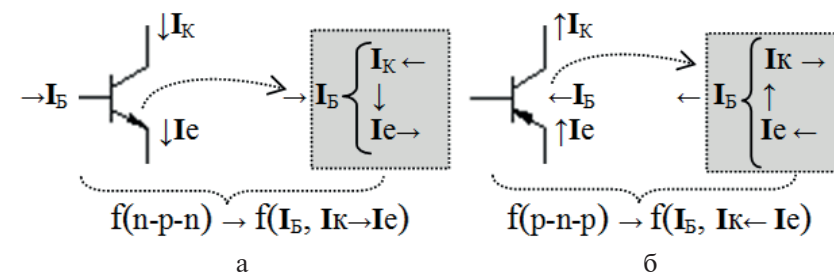 ↓Iк ↑Iк
→IБ → IБ { Iк ← ↓ Ie→
←IБ ← IБ { Iк → ↑ Ie ←
↓Ie ↑Ie
f(n-p-n) → f(IБ, Iк→Ie) f(p-n-p) → f(IБ, Iк← Ie)
а б